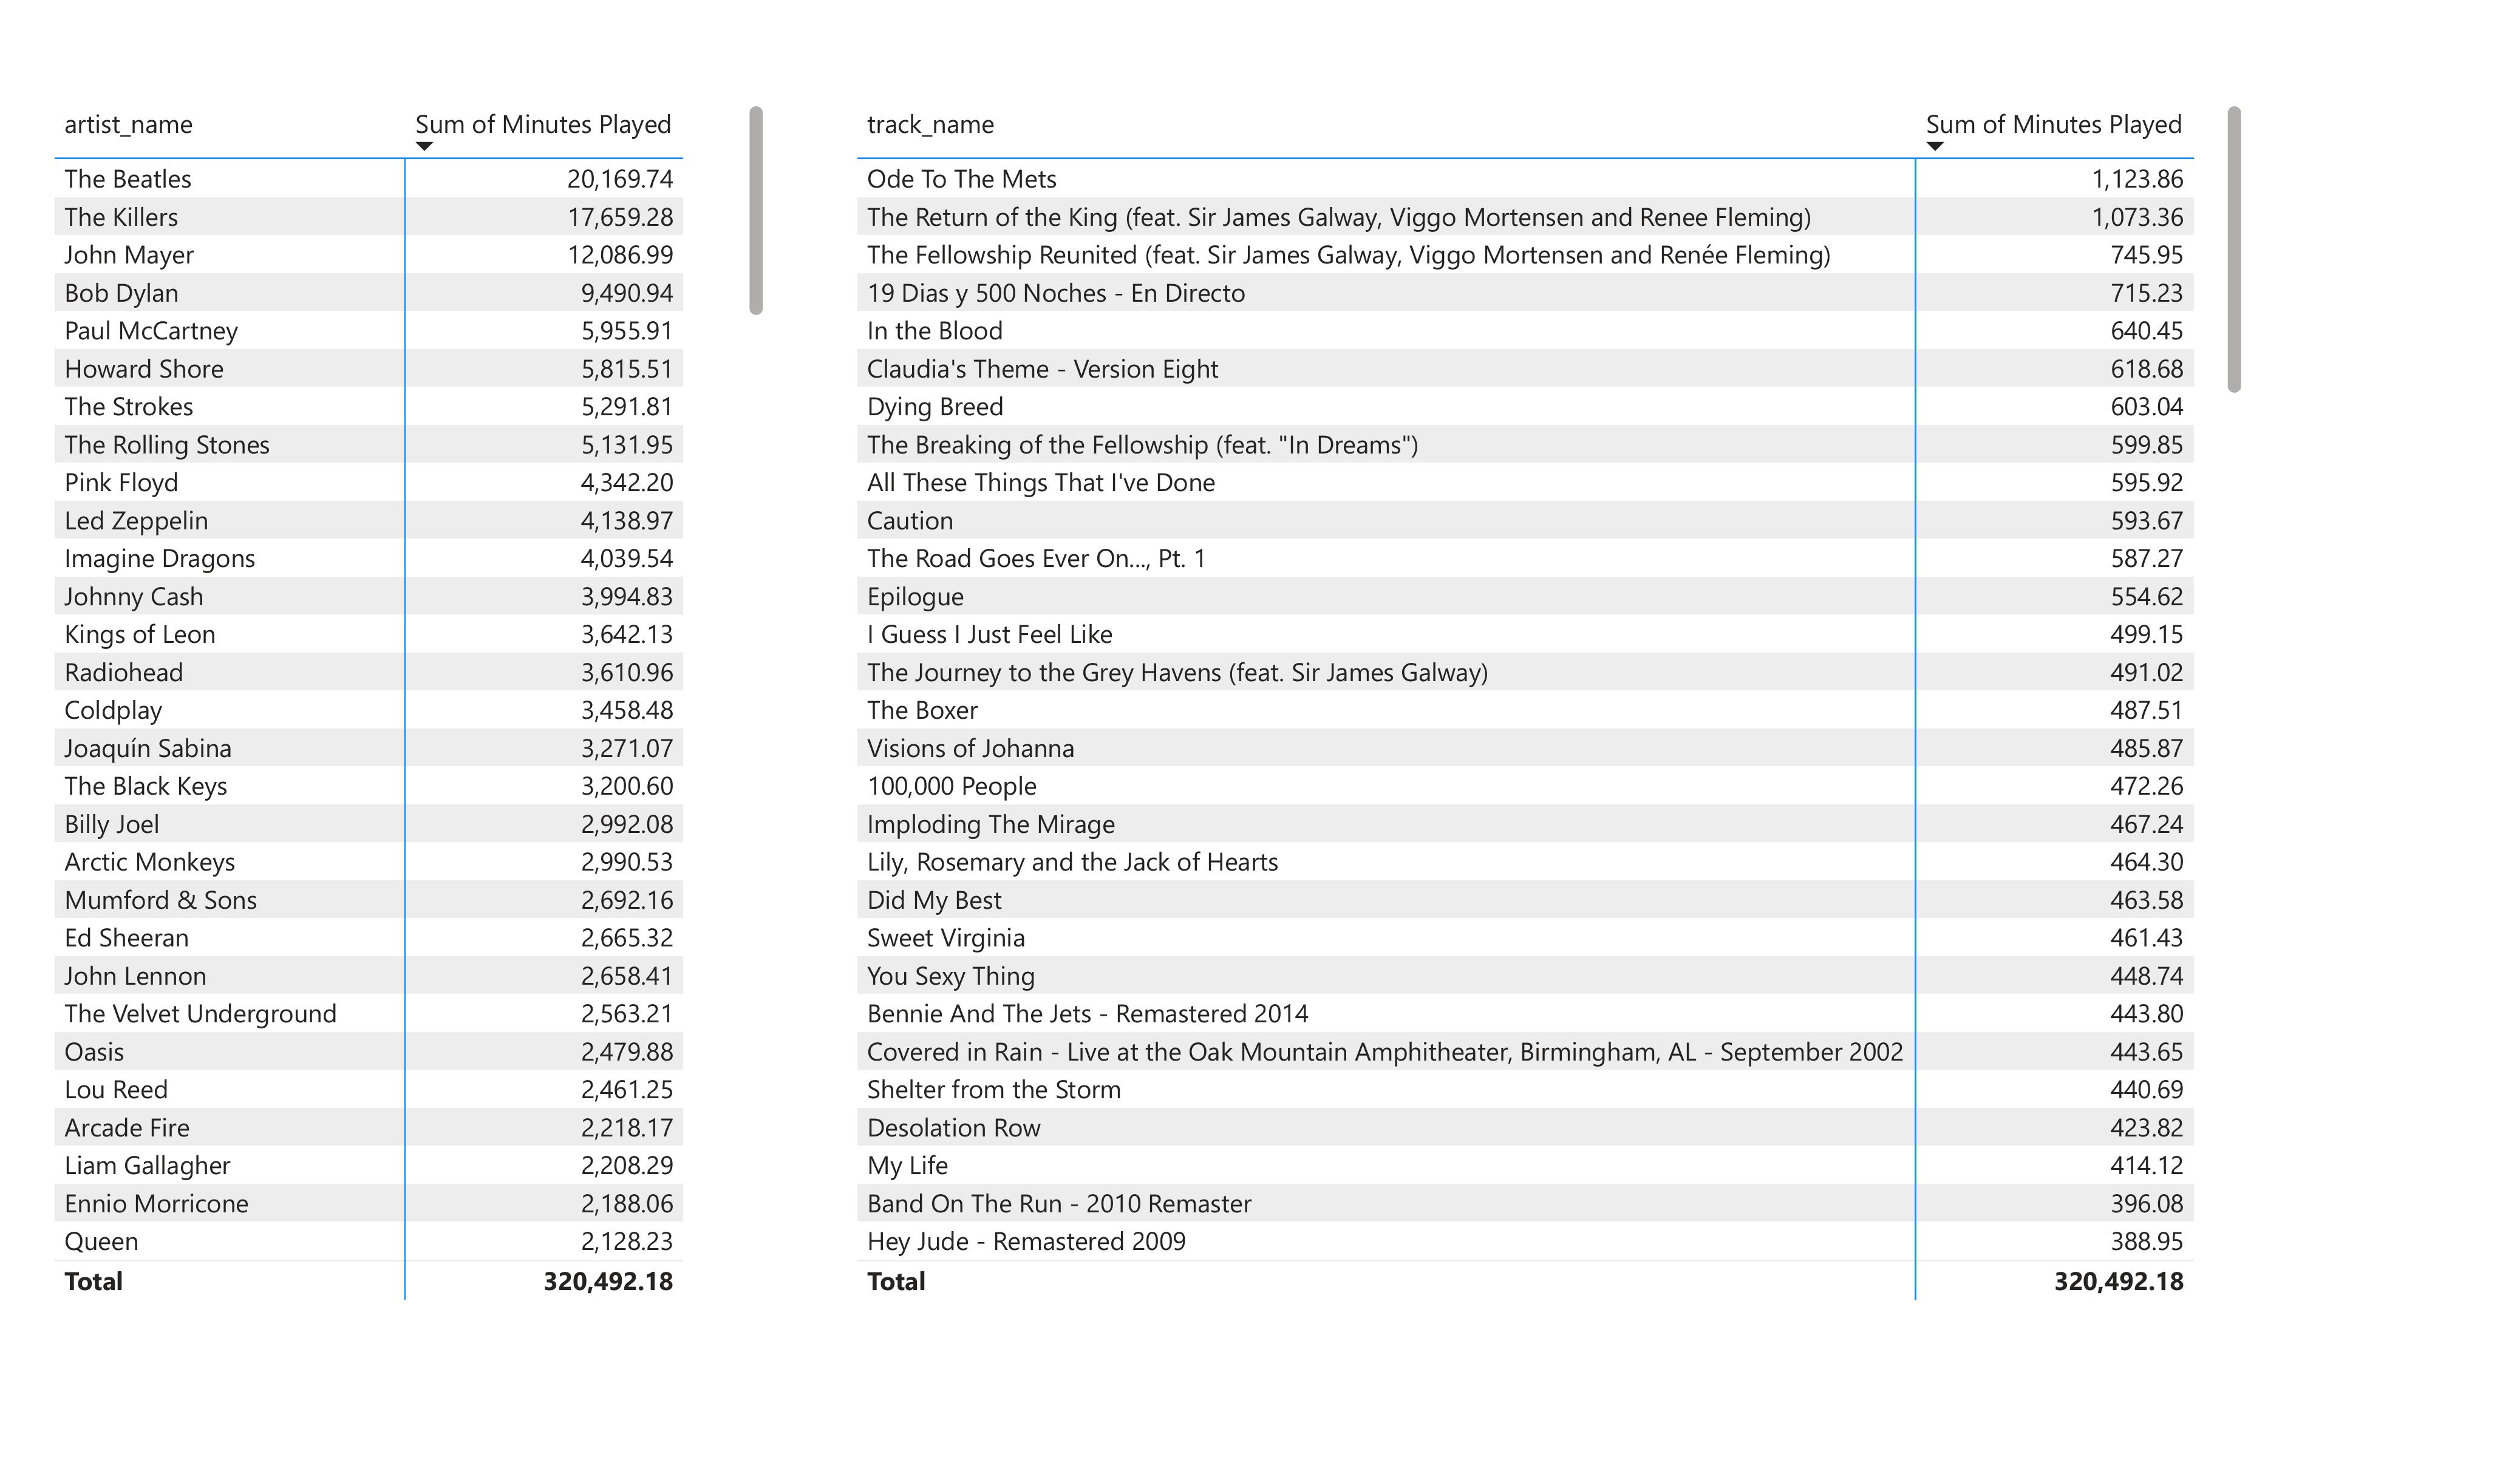 artist_name Sum of Minutes Played
The Beatles 20,169.74
The Killers 17,659.28
John Mayer 12,086.99
Bob Dylan 9,490.94
Paul McCartney 5,955.91
Howard Shore 5,815.51
The Strokes 5,291.81
The Rolling Stones 5,131.95
Pink Floyd 4,342.20
Led Zeppelin 4,138.97
Imagine Dragons 4,039.54
Johnny Cash 3,994.83
Kings of Leon 3,642.13
Radiohead 3,610.96
Coldplay 3,458.48
Joaquín Sabina 3,271.07
The Black Keys 3,200.60
Billy Joel 2,992.08
Arctic Monkeys 2,990.53
Mumford & Sons 2,692.16
Ed Sheeran 2,665.32
John Lennon 2,658.41
The Velvet Underground 2,563.21
Oasis 2,479.88
Lou Reed 2,461.25
Arcade Fire 2,218.17
Liam Gallagher 2,208.29
Ennio Morricone 2,188.06
Queen 2,128.23
Total 320,492.18
track_name Sum of Minutes Played
Ode To The Mets 1,123.86
The Return of the King (feat. Sir James Galway, Viggo Mortensen and Renee Fleming) 1,073.36
The Fellowship Reunited (feat. Sir James Galway, Viggo Mortensen and Renée Fleming) 745.95
19 Dias y 500 Noches - En Directo 715.23
In the Blood 640.45
Claudia's Theme - Version Eight 618.68
Dying Breed 603.04
The Breaking of the Fellowship (feat. "In Dreams") 599.85
All These Things That I've Done 595.92
Caution 593.67
The Road Goes Ever On..., Pt. 1 587.27
Epilogue 554.62
I Guess I Just Feel Like 499.15
The Journey to the Grey Havens (feat. Sir James Galway) 491.02
The Boxer 487.51
Visions of Johanna 485.87
100,000 People 472.26
Imploding The Mirage 467.24
Lily, Rosemary and the Jack of Hearts 464.30
Did My Best 463.58
Sweet Virginia 461.43
You Sexy Thing 448.74
Bennie And The Jets - Remastered 2014 443.80
Covered in Rain - Live at the Oak Mountain Amphitheater, Birmingham, AL - September 2002 443.65
Shelter from the Storm 440.69
Desolation Row 423.82
My Life 414.12
Band On The Run - 2010 Remaster 396.08
Hey Jude - Remastered 2009 388.95
Total 320,492.18